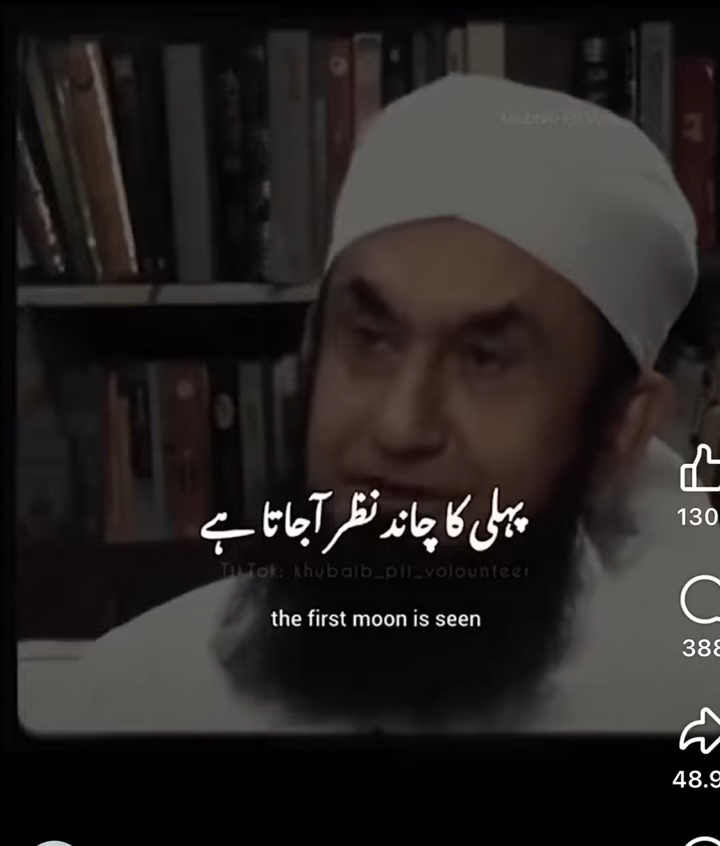 پہلی کا چاند نظر آجاتا ہے
TikTok: khubaib_pti_volounteer
the first moon is seen
130
388
48.9